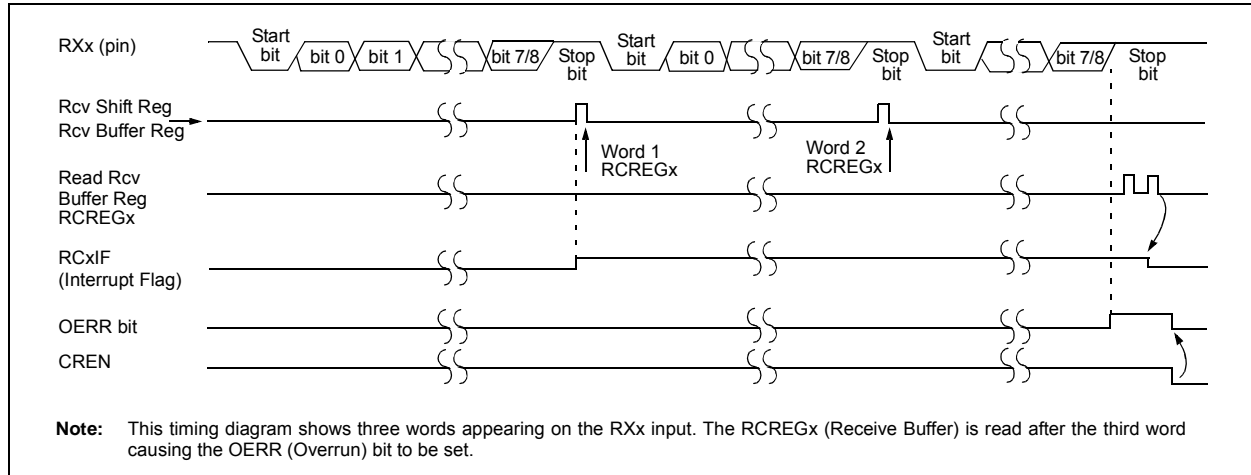 RXx (pin)
Start
bit
bit 0
bit 1
bit 7/8
Stop
bit
Start
bit
bit 0
bit 7/8
Stop
bit
Start
bit
bit 7/8
Stop
bit
Rcv Shift Reg
Rcv Buffer Reg
Word 1
RCREGx
Word 2
RCREGx
Read Rcv
Buffer Reg
RCREGx
RCxIF
(Interrupt Flag)
OERR bit
CREN
Note: This timing diagram shows three words appearing on the RXx input. The RCREGx (Receive Buffer) is read after the third word
causing the OERR (Overrun) bit to be set.